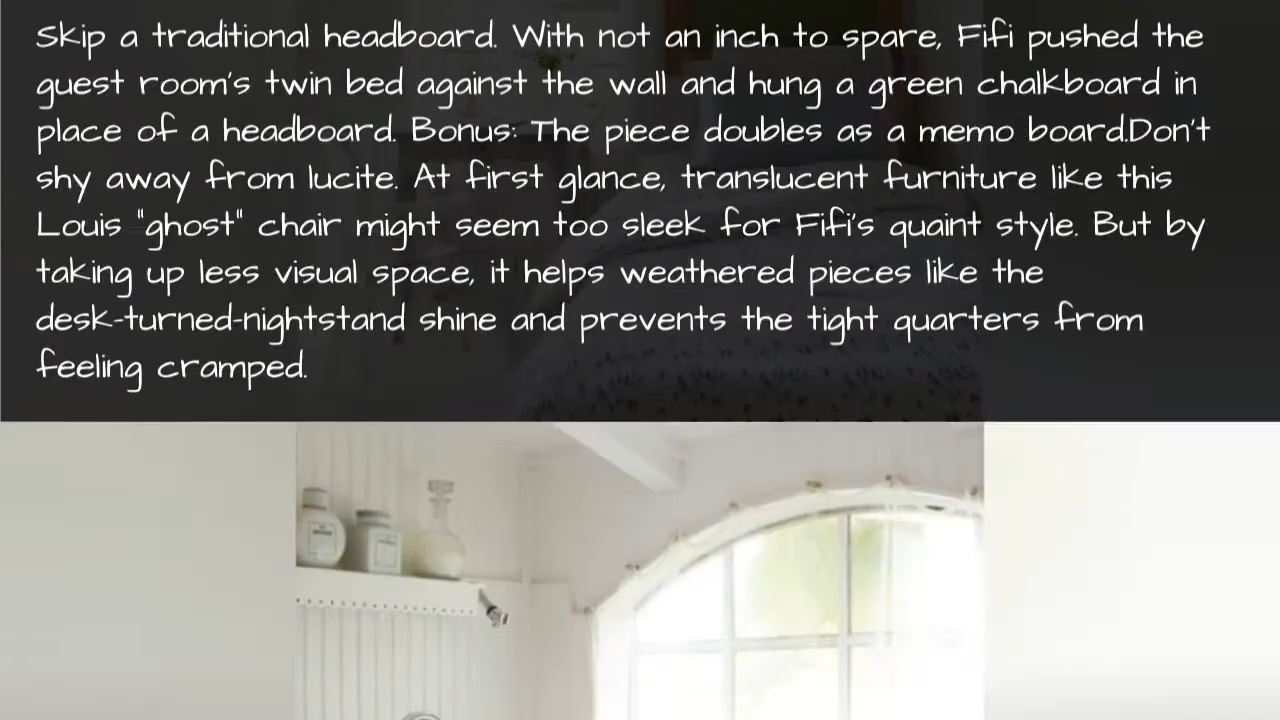 Skip a traditional headboard. With not an inch to spare, Fifi pushed the
guest room's twin bed against the wall and hung a green chalkboard in
place of a headboard. Bonus: The piece doubles as a memo board.Don't
shy away from lucite. At first glance, translucent furniture like this
Louis "ghost" chair might seem too sleek for Fifi's quaint style. But by
taking up less visual space, it helps weathered pieces like the
desk-turned-nightstand shine and prevents the tight quarters from
feeling cramped.